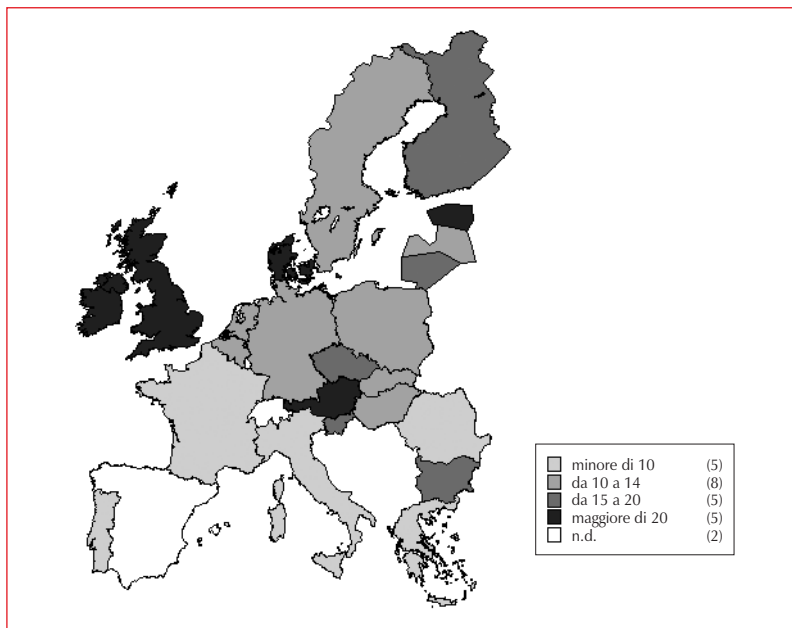 minore di 10 (5)
da 10 a 14 (8)
da 15 a 20 (5)
maggiore di 20 (5)
n.d. (2)